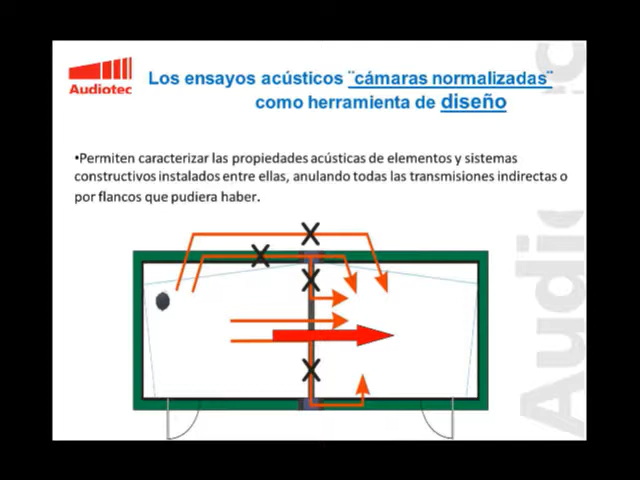 Audiotec
Los ensayos acústicos ¨cámaras normalizadas¨
como herramienta de diseño
•Permiten caracterizar las propiedades acústicas de elementos y sistemas
constructivos instalados entre ellas, anulando todas las transmisiones indirectas o
por flancos que pudiera haber.
Audio